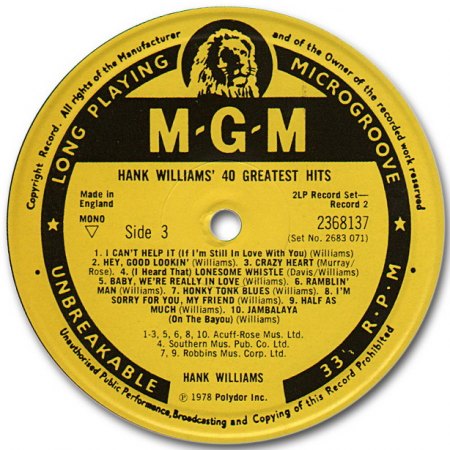 Copyright Record. All rights of the Manufacturer and of the Owner of the recorded work reserved
LONG PLAYING MICROGROOVE
M-G-M
HANK WILLIAMS' 40 GREATEST HITS
Made in
England
2LP Record Set—
Record 2
MONO
Side 3
2368137
(Set No. 2683 071)
1. I CAN'T HELP IT (If I'm Still In Love With You) (Williams)
2. HEY, GOOD LOOKIN' (Williams). 3. CRAZY HEART (Murray/
Rose). 4. (I Heard That) LONESOME WHISTLE (Davis/Williams)
5. BABY, WE'RE REALLY IN LOVE (Williams). 6. RAMBLIN'
MAN (Williams). 7. HONKY TONK BLUES (Williams). 8. I'M
SORRY FOR YOU, MY FRIEND (Williams). 9. HALF AS
MUCH (Williams). 10. JAMBALAYA
(On The Bayou) (Williams)
1-3, 5, 6, 8, 10. Acuff-Rose Mus. Ltd.
4. Southern Mus. Pub. Co. Ltd.
7, 9. Robbins Mus. Corp. Ltd.
HANK WILLIAMS
℗ 1978 Polydor Inc.
UNBREAKABLE
33⅓ R.P.M
Unauthorised Public Performance, Broadcasting and Copying of this Record Prohibited